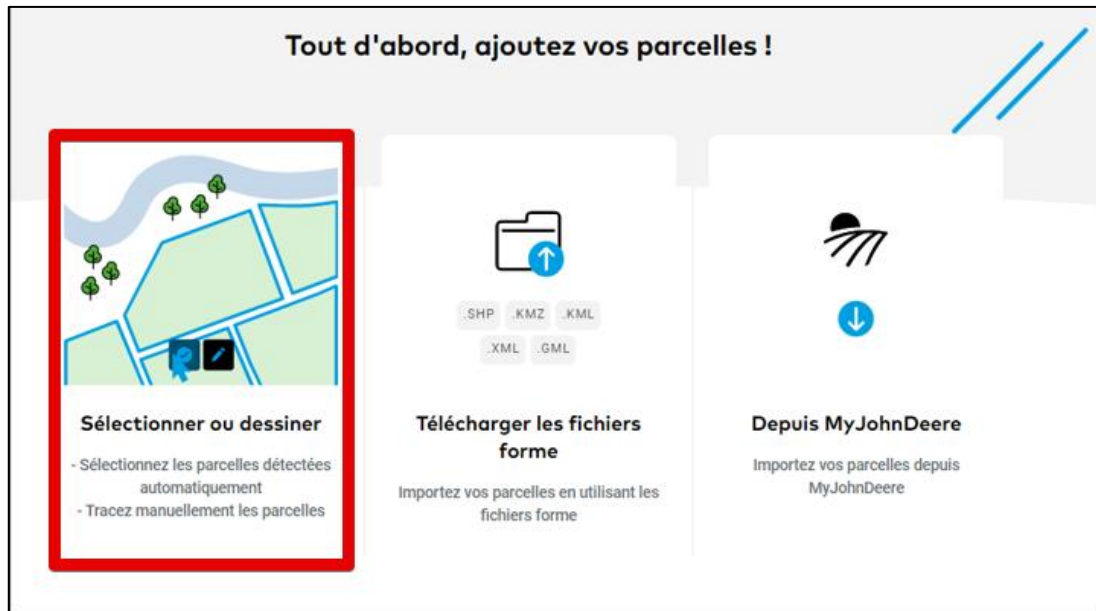 Tout d'abord, ajoutez vos parcelles !
Sélectionner ou dessiner
- Sélectionnez les parcelles détectées
automatiquement
- Tracez manuellement les parcelles
.SHP .KMZ .KML
.XML .GML
Télécharger les fichiers
forme
Importez vos parcelles en utilisant les
fichiers forme
Depuis MyJohnDeere
Importez vos parcelles depuis
MyJohnDeere